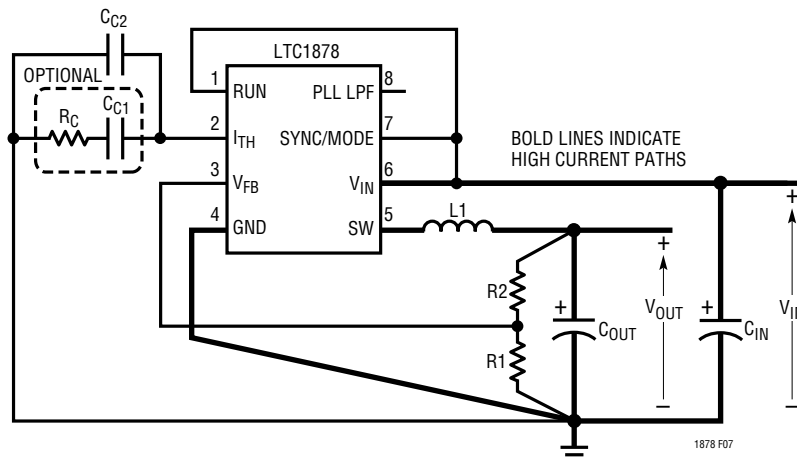 C_C2
LTC1878
OPTIONAL
1
RUN
PLL LPF
8
R_C
C_C1
2
I_TH
SYNC/MODE
7
BOLD LINES INDICATE
HIGH CURRENT PATHS
3
V_FB
V_IN
6
4
GND
SW
5
L1
+
+
R2
+
C_OUT
V_OUT
+
C_IN
R1
−
−
1878 F07